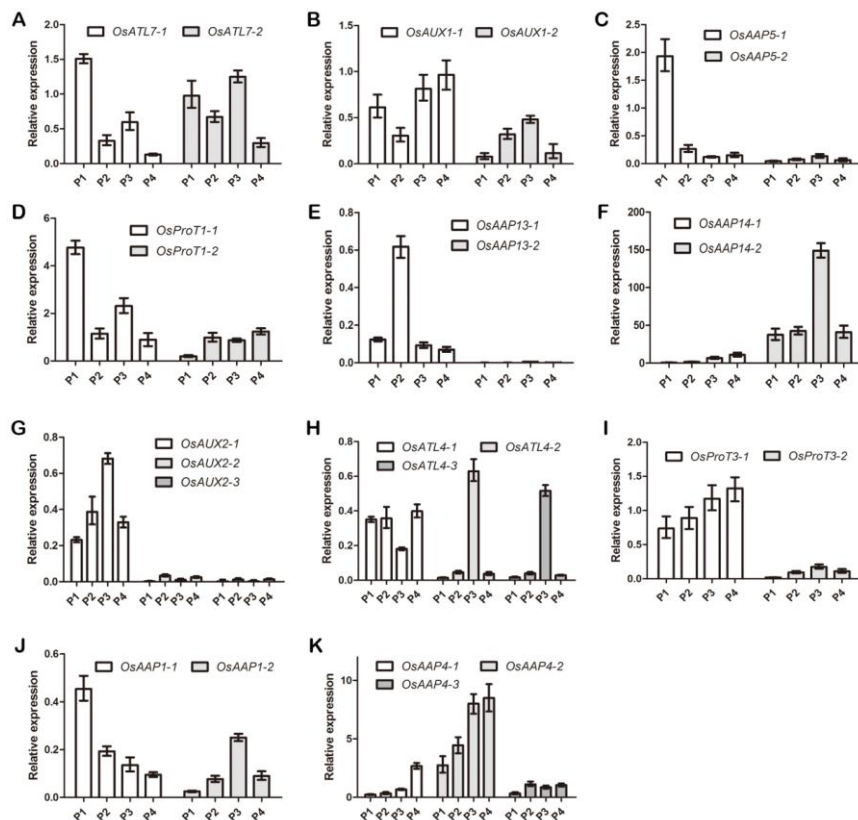 A
Relative expression
OsATL7-1 OsATL7-2
2.0
1.5
1.0
0.5
0.0
P1 P2 P3 P4 P1 P2 P3 P4
B
Relative expression
OsAUX1-1 OsAUX1-2
1.5
1.0
0.5
0.0
P1 P2 P3 P4 P1 P2 P3 P4
C
Relative expression
OsAAP5-1
OsAAP5-2
2.5
2.0
1.5
1.0
0.5
0.0
P1 P2 P3 P4 P1 P2 P3 P4
D
Relative expression
OsProT1-1
OsProT1-2
6
4
2
0
P1 P2 P3 P4 P1 P2 P3 P4
E
Relative expression
OsAAP13-1
OsAAP13-2
0.8
0.6
0.4
0.2
0.0
P1 P2 P3 P4 P1 P2 P3 P4
F
Relative expression
OsAAP14-1
OsAAP14-2
200
150
100
50
0
P1 P2 P3 P4 P1 P2 P3 P4
G
Relative expression
OsAUX2-1
OsAUX2-2
OsAUX2-3
0.8
0.6
0.4
0.2
0.0
P1 P2 P3 P4 P1 P2 P3 P4 P1 P2 P3 P4
H
Relative expression
OsATL4-1 OsATL4-2
OsATL4-3
0.8
0.6
0.4
0.2
0.0
P1 P2 P3 P4 P1 P2 P3 P4 P1 P2 P3 P4
I
Relative expression
OsProT3-1 OsProT3-2
2.0
1.5
1.0
0.5
0.0
P1 P2 P3 P4 P1 P2 P3 P4
J
Relative expression
OsAAP1-1 OsAAP1-2
0.6
0.4
0.2
0.0
P1 P2 P3 P4 P1 P2 P3 P4
K
Relative expression
OsAAP4-1 OsAAP4-2
OsAAP4-3
10
5
0
P1 P2 P3 P4 P1 P2 P3 P4 P1 P2 P3 P4